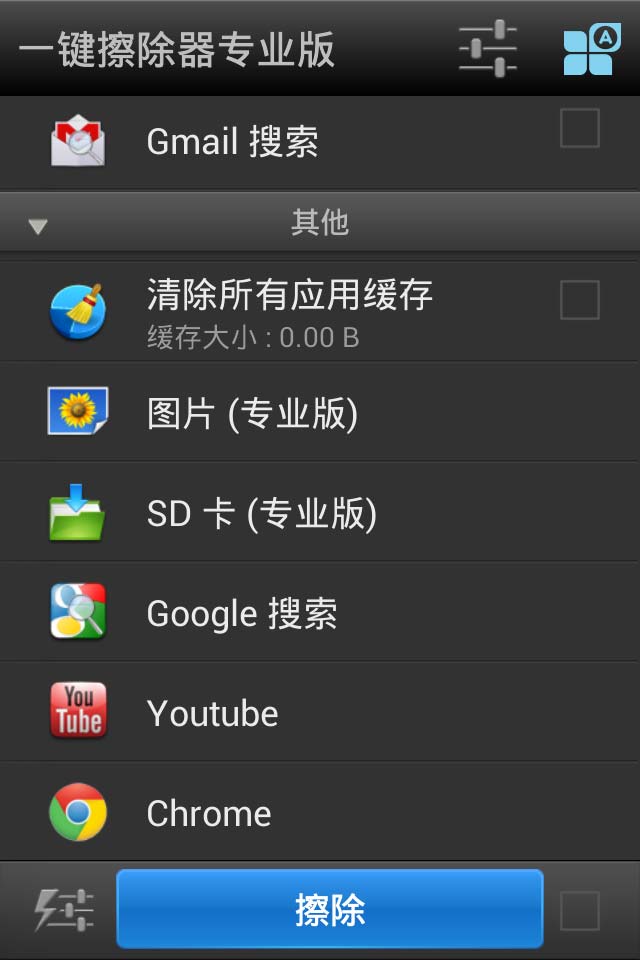 一键擦除器专业版
A
Gmail 搜索
其他
清除所有应用缓存
缓存大小 : 0.00 B
图片 (专业版)
SD 卡 (专业版)
Google 搜索
You
Tube
Youtube
Chrome
擦除